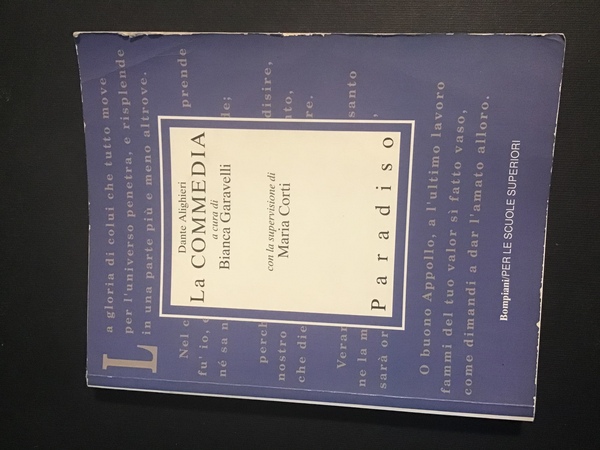 La gloria di colui che tutto move
per l'universo penetra, e risplende
in una parte più e meno altrove.
Nel c prende
fu' io, e
né sa n de;
perch disire,
nostro nto,
che die re.
Veram santo
ne la m
sarà or
Dante Alighieri
La COMMEDIA
a cura di
Bianca Garavelli
con la supervisione di
Maria Corti
Paradiso
O buono Appollo, a l'ultimo lavoro
fammi del tuo valor sì fatto vaso,
come dimandi a dar l'amato alloro.
Bompiani/PER LE SCUOLE SUPERIORI